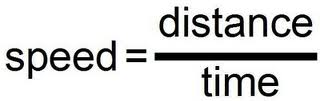 distance
speed =
time